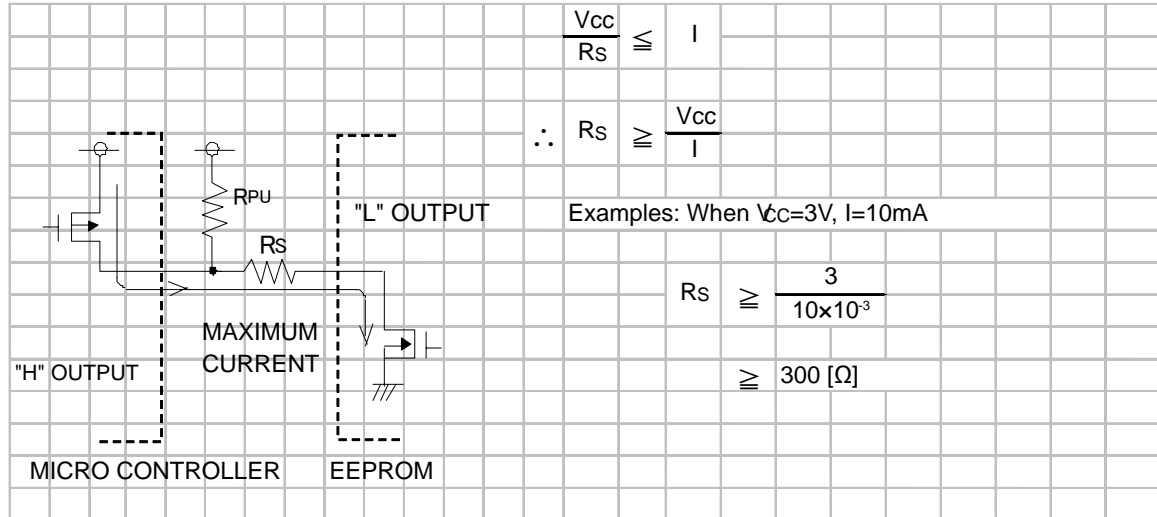 Vcc
Rs ≦ I
∴ Rs ≧ Vcc
I
RPU
"L" OUTPUT
Examples: When Vcc=3V, I=10mA
Rs
Rs ≧ 3
10×10⁻³
MAXIMUM
CURRENT
"H" OUTPUT
≧ 300 [Ω]
MICRO CONTROLLER
EEPROM